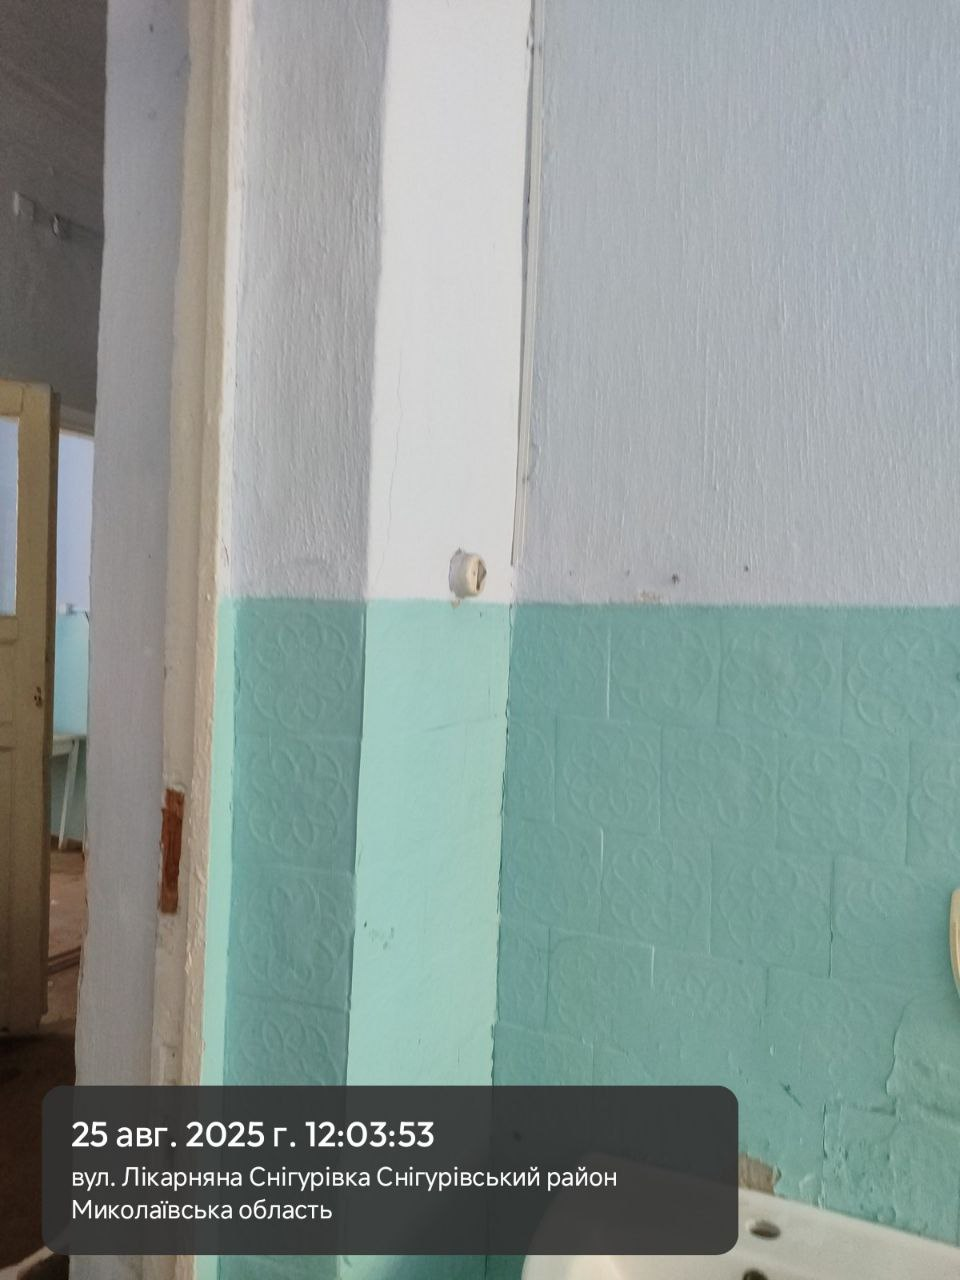 25 авг. 2025 г. 12:03:53
вул. Лікарняна Снігурівка Снігурівський район
Миколаївська область